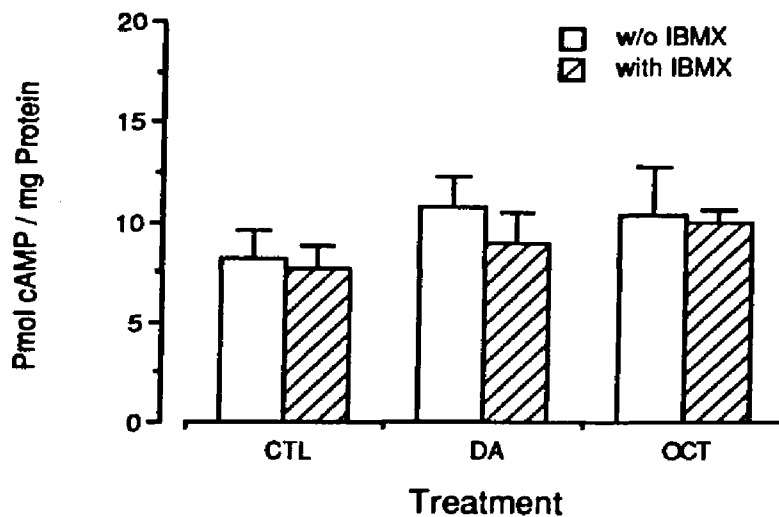 Pmol cAMP / mg Protein
20
15
10
5
0
w/o IBMX
with IBMX
CTL
DA
OCT
Treatment